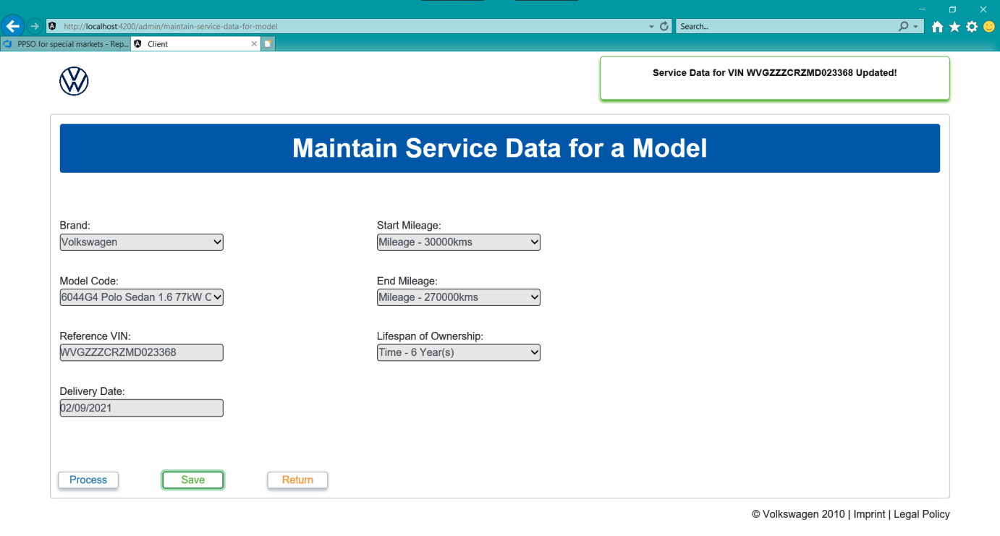 http://localhost:4200/admin/maintain-service-data-for-model
Search...
PPSO for special markets - Rep...
Client
Service Data for VIN WVGZZZCRZMD023368 Updated!
Maintain Service Data for a Model
Brand:
Volkswagen
Start Mileage:
Mileage - 30000kms
Model Code:
6044G4 Polo Sedan 1.6 77kW C
End Mileage:
Mileage - 270000kms
Reference VIN:
WVGZZZCRZMD023368
Lifespan of Ownership:
Time - 6 Year(s)
Delivery Date:
02/09/2021
Process
Save
Return
© Volkswagen 2010 | Imprint | Legal Policy